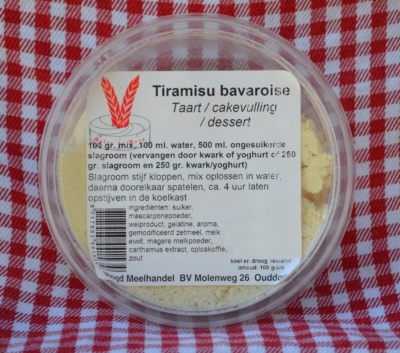 Tiramisu bavaroise
Taart / cakevulling
/ dessert
100 gr. mix, 100 ml. water, 500 ml. ongesuikerde
slagroom (vervangen door kwark of yoghurt of 250
gr. slagroom en 250 gr. kwark/yoghurt)
Slagroom stijf kloppen, mix oplossen in water,
daarna doorelkaar spatelen, ca. 4 uur laten
opstijven in de koelkast
ingrediënten: suiker,
mascarponepoeder,
weiproduct, gelatine, aroma,
gemodificeerd zetmeel, melk
eiwit, magere melkpoeder,
carthamus extract, oploskoffie,
zout
koel en droog
inhoud: 100 gram
Meelhandel BV Molenweg 26